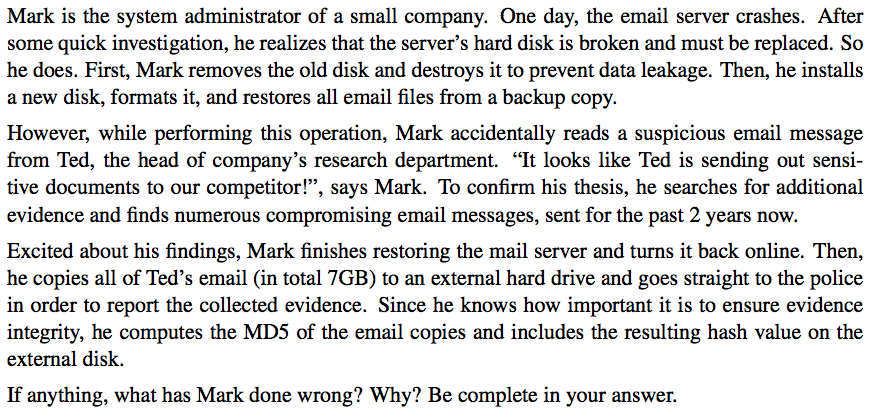 Mark is the system administrator of a small company. One day, the email server crashes. After
some quick investigation, he realizes that the server's hard disk is broken and must be replaced. So
he does. First, Mark removes the old disk and destroys it to prevent data leakage. Then, he installs
a new disk, formats it, and restores all email files from a backup copy.
However, while performing this operation, Mark accidentally reads a suspicious email message
from Ted, the head of company's research department. "It looks like Ted is sending out sensi-
tive documents to our competitor!", says Mark. To confirm his thesis, he searches for additional
evidence and finds numerous compromising email messages, sent for the past 2 years now.
Excited about his findings, Mark finishes restoring the mail server and turns it back online. Then,
he copies all of Ted's email (in total 7GB) to an external hard drive and goes straight to the police
in order to report the collected evidence. Since he knows how important it is to ensure evidence
integrity, he computes the MD5 of the email copies and includes the resulting hash value on the
external disk.
If anything, what has Mark done wrong? Why? Be complete in your answer.